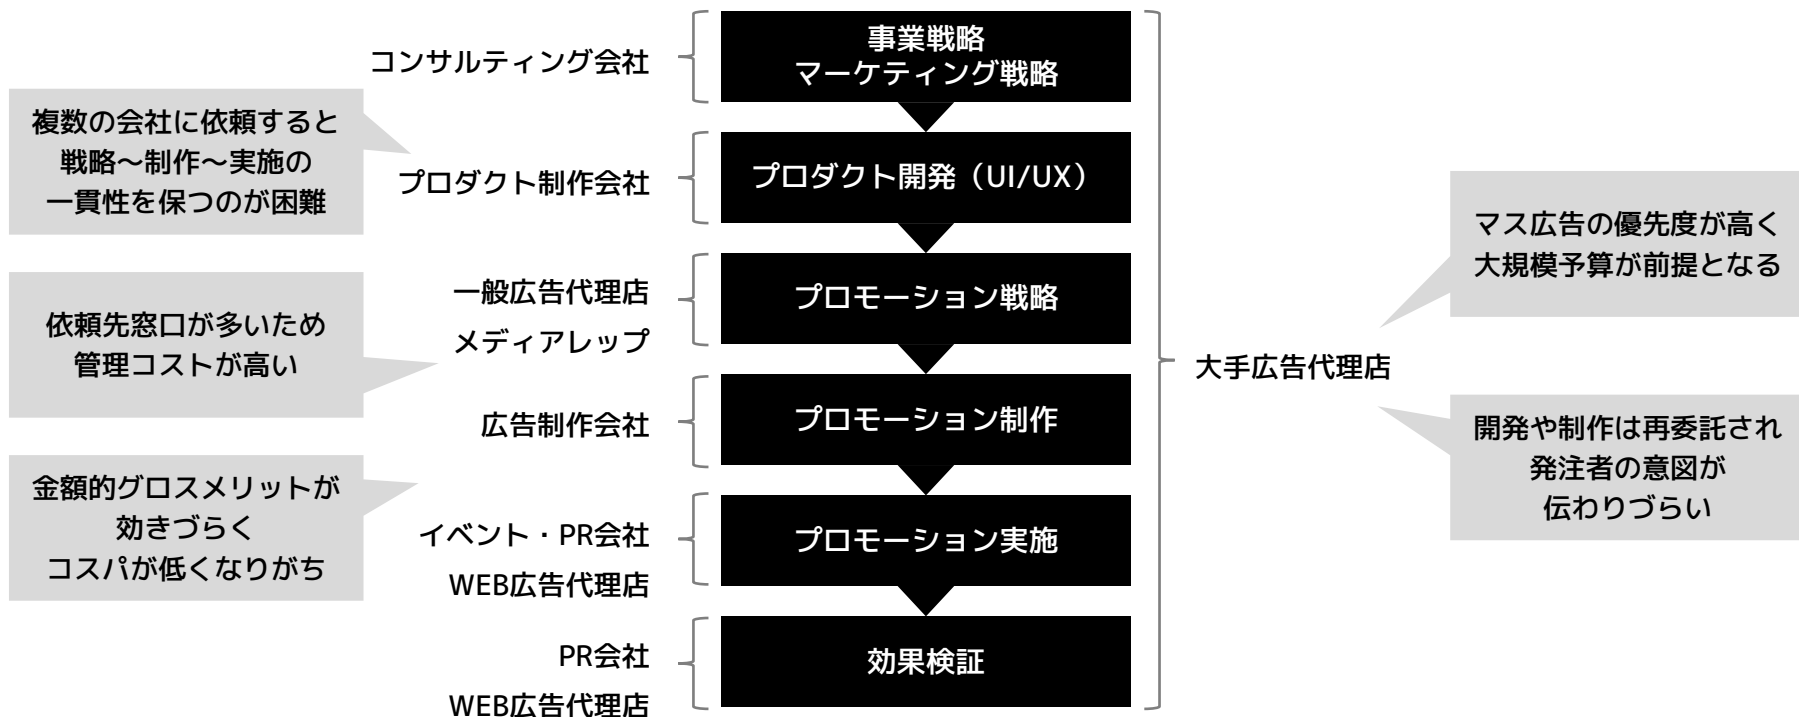 コンサルティング会社
事業戦略
マーケティング戦略
複数の会社に依頼すると
戦略～制作～実施の
一貫性を保つのが困難
プロダクト制作会社
プロダクト開発（UI/UX）
依頼先窓口が多いため
管理コストが高い
一般広告代理店
メディアレップ
プロモーション戦略
広告制作会社
プロモーション制作
金額的グロスメリットが
効きづらく
コスパが低くなりがち
イベント・PR会社
WEB広告代理店
プロモーション実施
PR会社
WEB広告代理店
効果検証
大手広告代理店
マス広告の優先度が高く
大規模予算が前提となる
開発や制作は再委託され
発注者の意図が
伝わりづらい